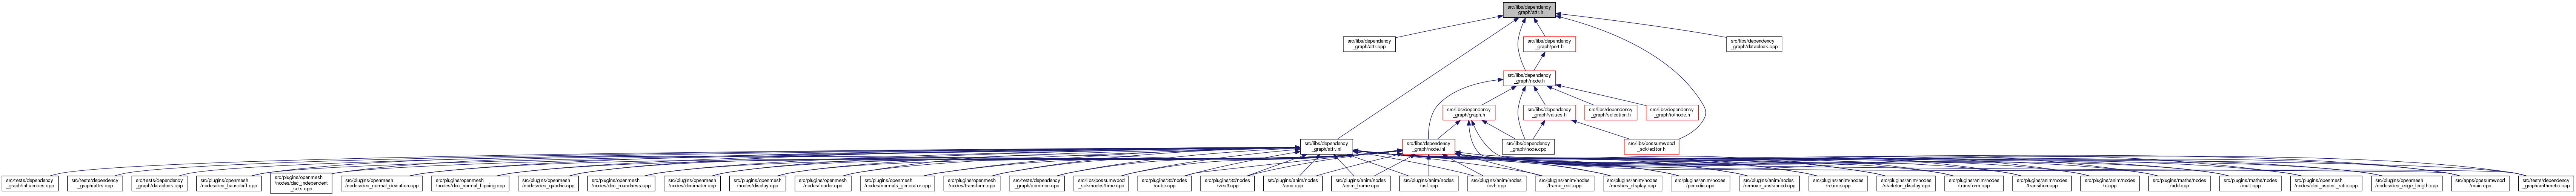 src/libs/dependency
_graph/attr.h
src/libs/dependency
_graph/attr.cpp
src/libs/dependency
_graph/port.h
src/libs/dependency
_graph/datablock.cpp
src/libs/dependency
_graph/node.h
src/libs/dependency
_graph/graph.h
src/libs/dependency
_graph/values.h
src/libs/dependency
_graph/selection.h
src/libs/dependency
_graph/io/node.h
src/libs/dependency
_graph/attr.inl
src/libs/dependency
_graph/node.inl
src/libs/dependency
_graph/node.cpp
src/libs/possumwood
_sdk/editor.h
src/tests/dependency
_graph/influences.cpp
src/tests/dependency
_graph/attrs.cpp
src/tests/dependency
_graph/datablock.cpp
src/plugins/openmesh
/nodes/dec_hausdorff.cpp
src/plugins/openmesh
/nodes/dec_independent
_sets.cpp
src/plugins/openmesh
/nodes/dec_normal_deviation.cpp
src/plugins/openmesh
/nodes/dec_normal_flipping.cpp
src/plugins/openmesh
/nodes/dec_quadric.cpp
src/plugins/openmesh
/nodes/dec_roundness.cpp
src/plugins/openmesh
/nodes/decimater.cpp
src/plugins/openmesh
/nodes/display.cpp
src/plugins/openmesh
/nodes/loader.cpp
src/plugins/openmesh
/nodes/normals_generator.cpp
src/plugins/openmesh
/nodes/transform.cpp
src/tests/dependency
_graph/common.cpp
src/libs/possumwood
_sdk/nodes/time.cpp
src/plugins/3d/nodes
/cube.cpp
src/plugins/3d/nodes
/vec3.cpp
src/plugins/anim/nodes
/amc.cpp
src/plugins/anim/nodes
/anim_frame.cpp
src/plugins/anim/nodes
/asf.cpp
src/plugins/anim/nodes
/bvh.cpp
src/plugins/anim/nodes
/frame_edit.cpp
src/plugins/anim/nodes
/meshes_display.cpp
src/plugins/anim/nodes
/periodic.cpp
src/plugins/anim/nodes
/remove_unskinned.cpp
src/plugins/anim/nodes
/retime.cpp
src/plugins/anim/nodes
/skeleton_display.cpp
src/plugins/anim/nodes
/transform.cpp
src/plugins/anim/nodes
/transition.cpp
src/plugins/anim/nodes
/x.cpp
src/plugins/maths/nodes
/add.cpp
src/plugins/maths/nodes
/mult.cpp
src/plugins/openmesh
/nodes/dec_aspect_ratio.cpp
src/plugins/openmesh
/nodes/dec_edge_length.cpp
src/apps/possumwood
/main.cpp
src/tests/dependency
_graph/arithmetic.cpp